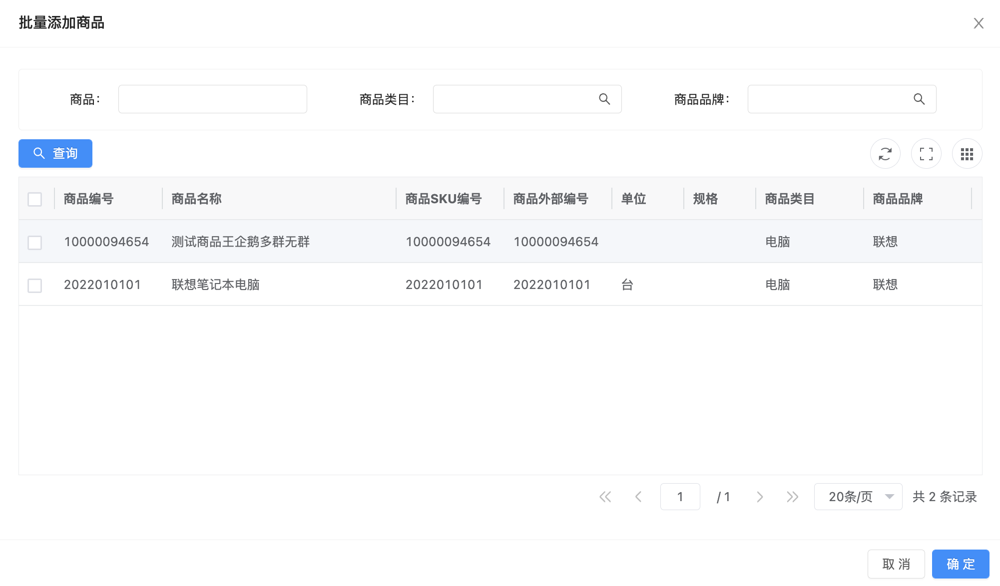 批量添加商品
商品： 商品类目： 商品品牌：
查询
商品编号 商品名称 商品SKU编号 商品外部编号 单位 规格 商品类目 商品品牌
10000094654 测试商品王企鹅多群无群 10000094654 10000094654 电脑 联想
2022010101 联想笔记本电脑 2022010101 2022010101 台 电脑 联想
1 / 1 20条/页 共 2 条记录
取 消 确 定